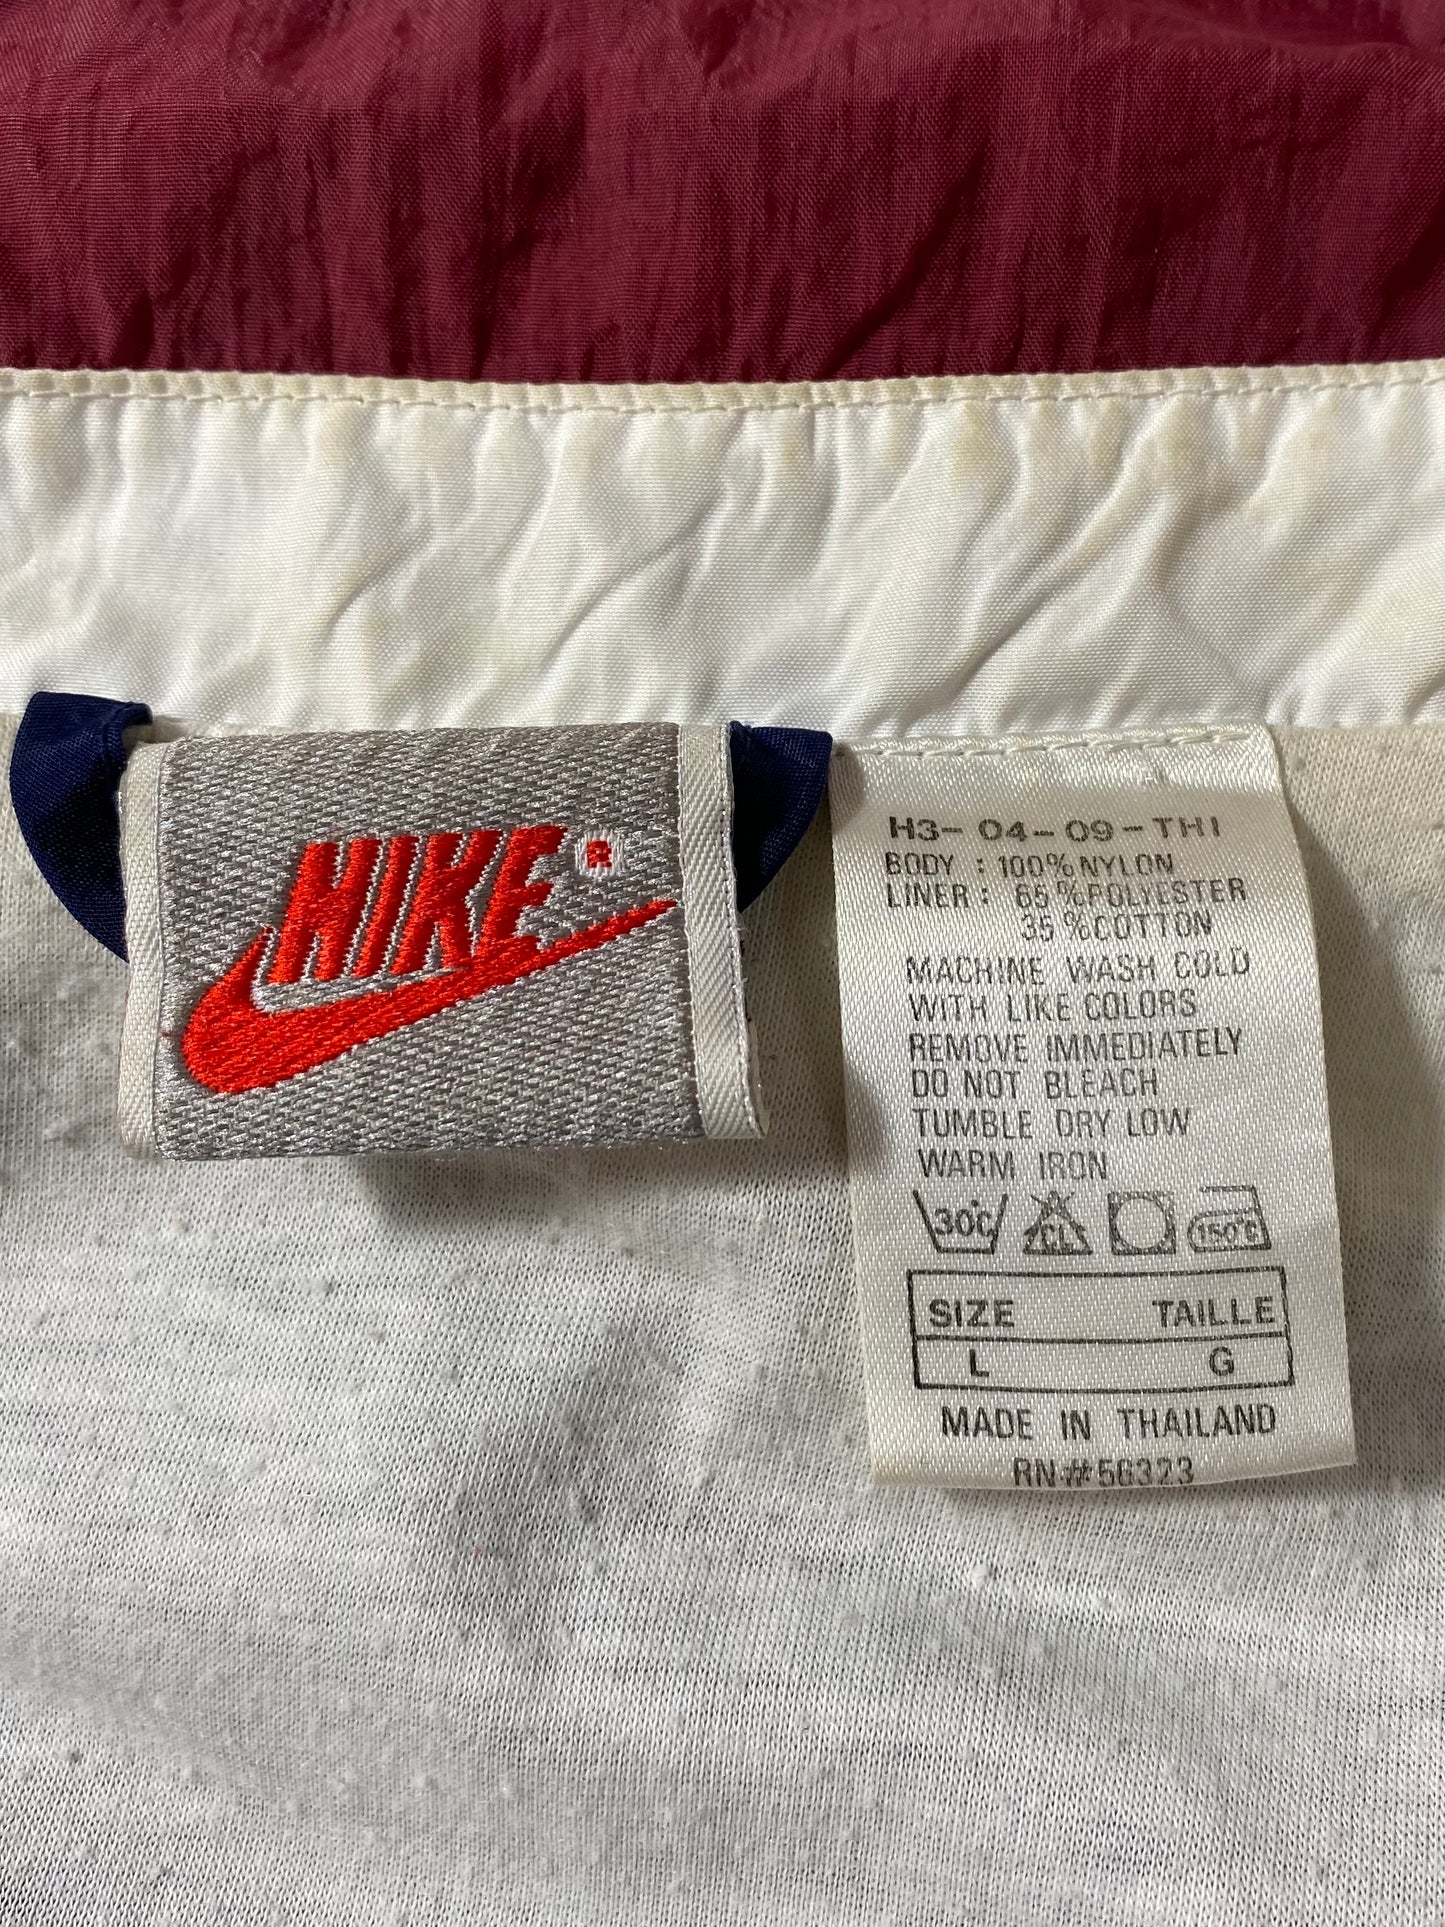 NIKE ®
H3-04-09-THI
BODY : 100% NYLON
LINER : 65% POLYESTER
35% COTTON
MACHINE WASH COLD
WITH LIKE COLORS
REMOVE IMMEDIATELY
DO NOT BLEACH
TUMBLE DRY LOW
WARM IRON
30°C CL 150°C
SIZE TAILLE
L G
MADE IN THAILAND
RN#56323